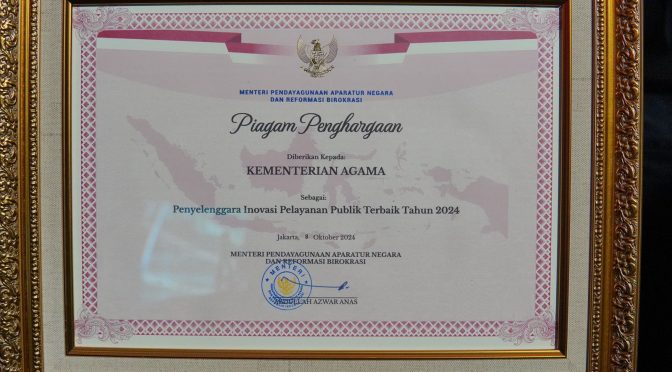 MENTERI PENDAYAGUNAAN APARATUR NEGARA
DAN REFORMASI BIROKRASI
Piagam Penghargaan
Diberikan Kepada:
KEMENTERIAN AGAMA
Sebagai:
Penyelenggara Inovasi Pelayanan Publik Terbaik Tahun 2024
Jakarta, 8 Oktober 2024
MENTERI PENDAYAGUNAAN APARATUR NEGARA
DAN REFORMASI BIROKRASI
MENTERI
ABDULLAH AZWAR ANAS